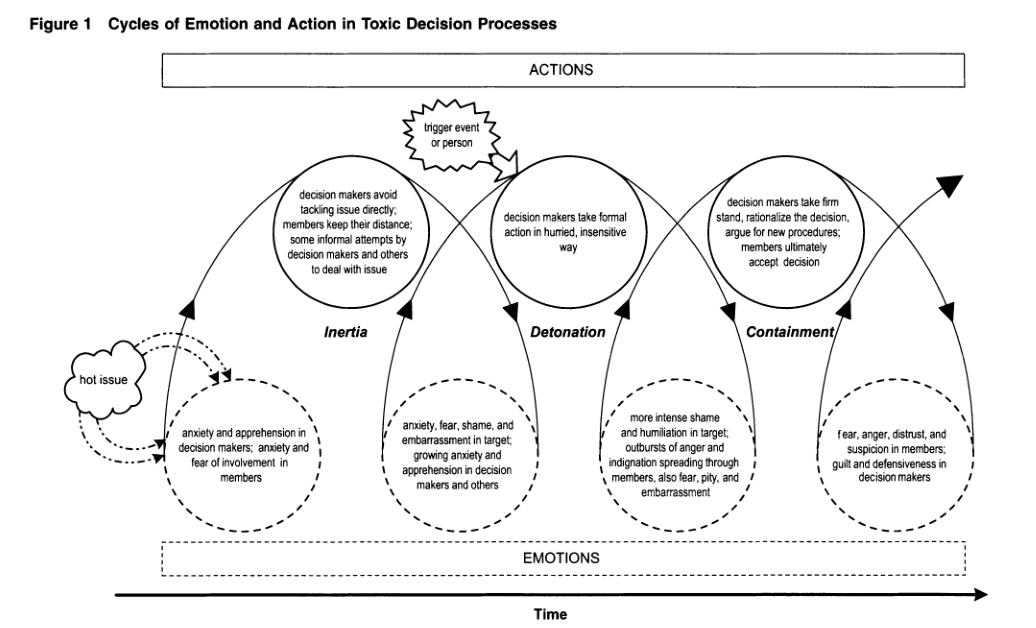 Figure 1 Cycles of Emotion and Action in Toxic Decision Processes
ACTIONS
trigger event
or person
decision makers avoid
tackling issue directly;
members keep their distance;
some informal attempts by
decision makers and others
to deal with issue
decision makers take formal
action in hurried, insensitive
way
decision makers take firm
stand, rationalize the decision,
argue for new procedures;
members ultimately
accept decision
Inertia
Detonation
Containment
hot issue
anxiety and apprehension in
decision makers; anxiety and
fear of involvement in
members
anxiety, fear, shame, and
embarrassment in target;
growing anxiety and
apprehension in decision
makers and others
more intense shame
and humiliation in target;
outbursts of anger and
indignation spreading through
members, also fear, pity, and
embarrassment
fear, anger, distrust, and
suspicion in members;
guilt and defensiveness in
decision makers
EMOTIONS
Time